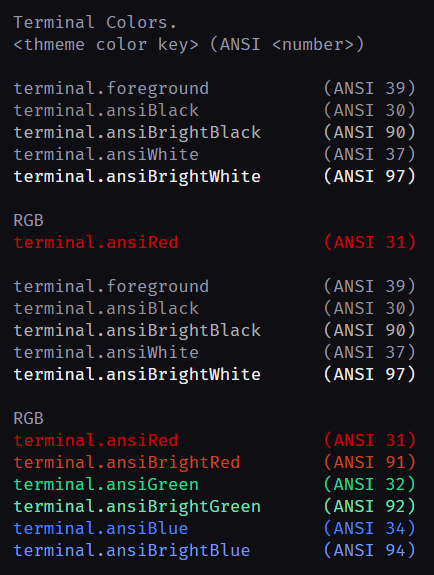 Terminal Colors.
<thmeme color key> (ANSI <number>)
terminal.foreground (ANSI 39)
terminal.ansiBlack (ANSI 30)
terminal.ansiBrightBlack (ANSI 90)
terminal.ansiWhite (ANSI 37)
terminal.ansiBrightWhite (ANSI 97)
RGB
terminal.ansiRed (ANSI 31)
terminal.foreground (ANSI 39)
terminal.ansiBlack (ANSI 30)
terminal.ansiBrightBlack (ANSI 90)
terminal.ansiWhite (ANSI 37)
terminal.ansiBrightWhite (ANSI 97)
RGB
terminal.ansiRed (ANSI 31)
terminal.ansiBrightRed (ANSI 91)
terminal.ansiGreen (ANSI 32)
terminal.ansiBrightGreen (ANSI 92)
terminal.ansiBlue (ANSI 34)
terminal.ansiBrightBlue (ANSI 94)